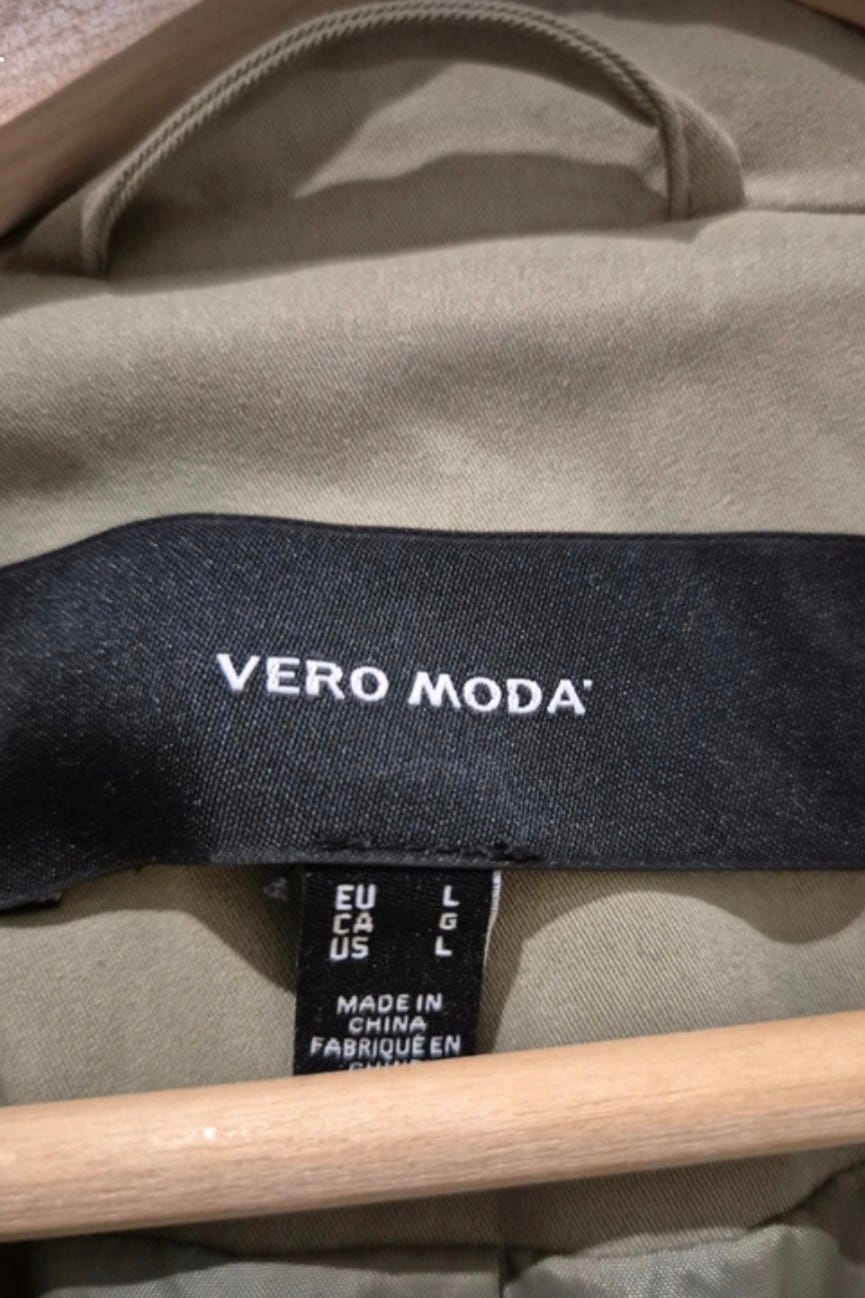 VERO MODA
EU L
CA G
US L
MADE IN
CHINA
FABRIQUÉ EN